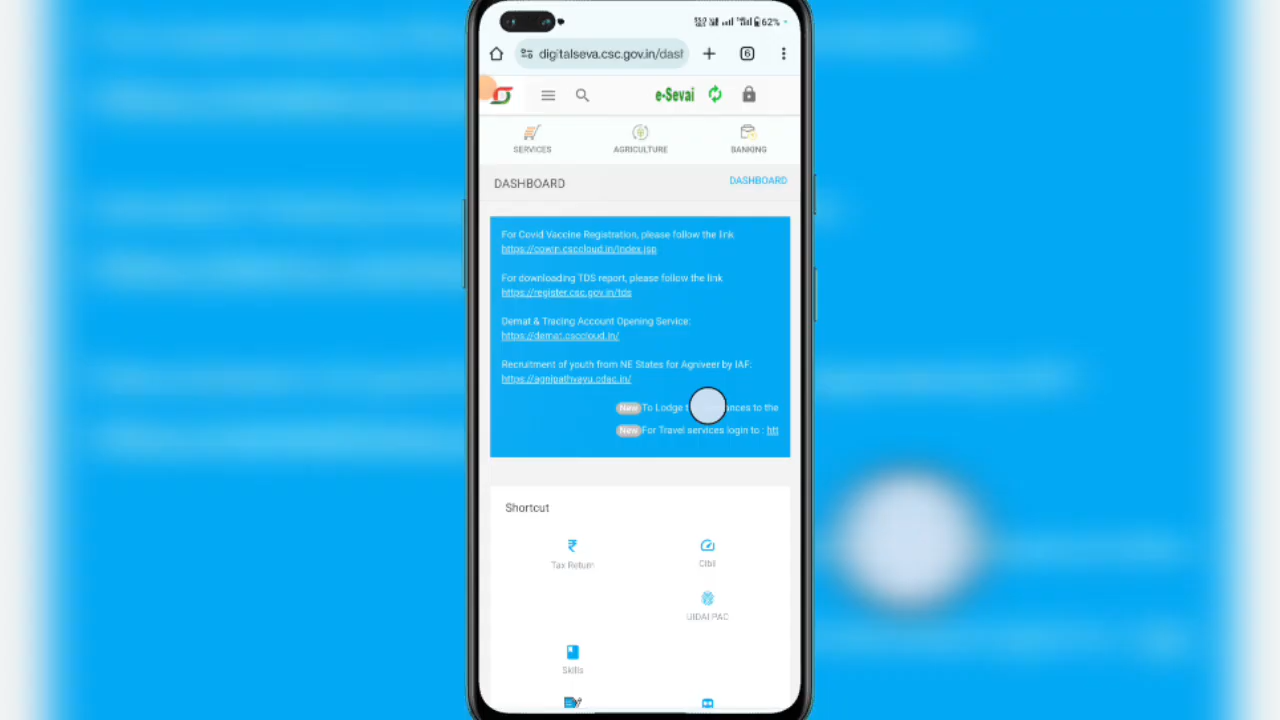 62%
digitalseva.csc.gov.in/dash
6
e-Sevai
SERVICES
AGRICULTURE
BANKING
DASHBOARD
DASHBOARD
For Covid Vaccine Registration, please follow the link
https://cowin.csccloud.in/index.jsp
For downloading TDS report, please follow the link
https://register.csc.gov.in/tds
Demat & Tracing Account Opening Service:
https://demat.csccloud.in/
Recruitment of youth from NE States for Agniveer by IAF:
https://agnipathvayu.cdac.in/
New To Lodge to the
New For Travel services login to : htt
Shortcut
Tax Return
Cibil
UIDAI PAC
Skills